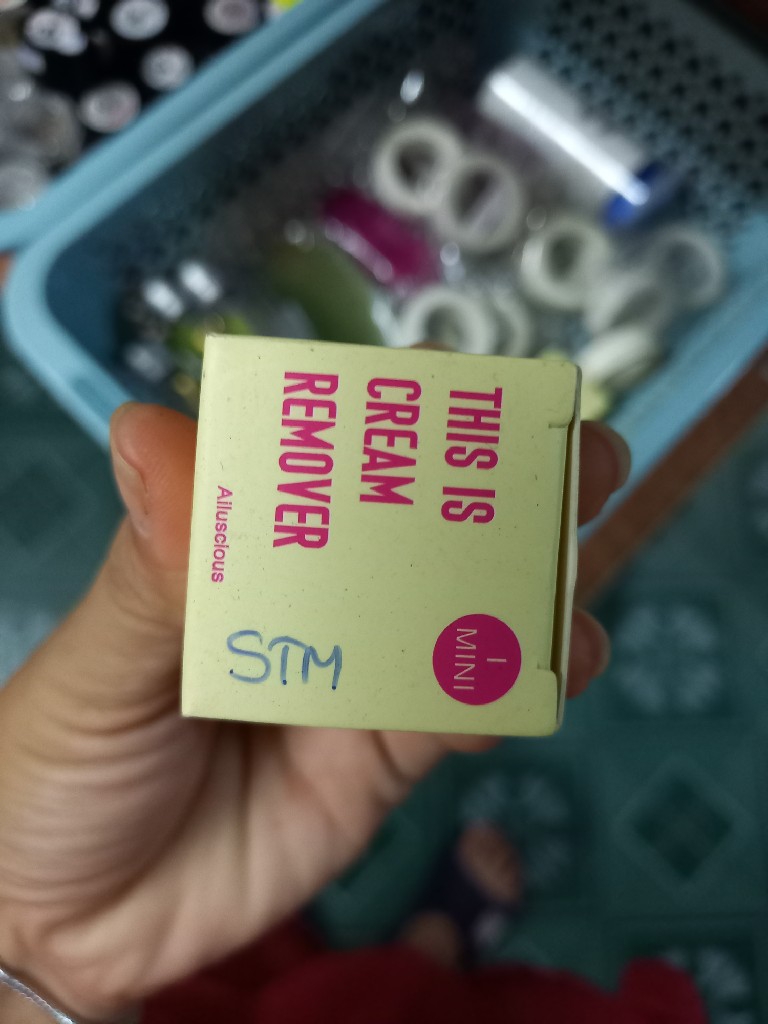 THIS IS
CREAM
REMOVER
Ailuscious
I
MINI
STM